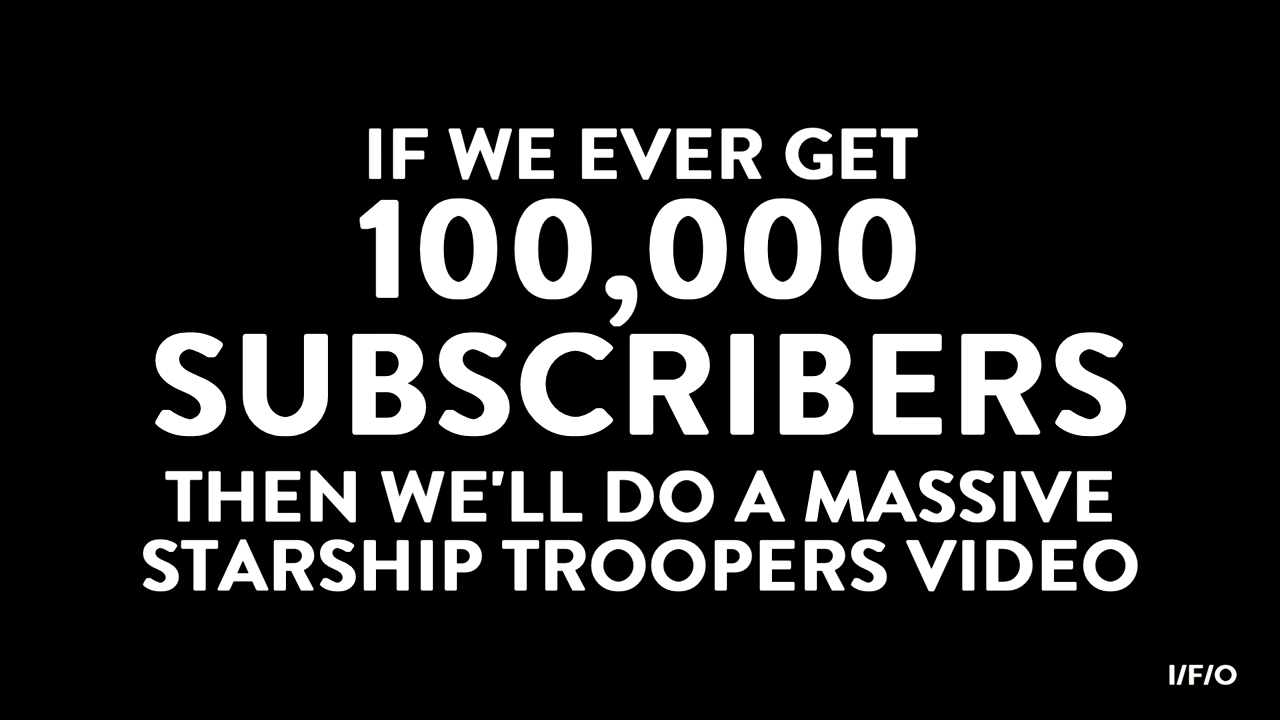 IF WE EVER GET
100,000
SUBSCRIBERS
THEN WE'LL DO A MASSIVE
STARSHIP TROOPERS VIDEO
I/F/O